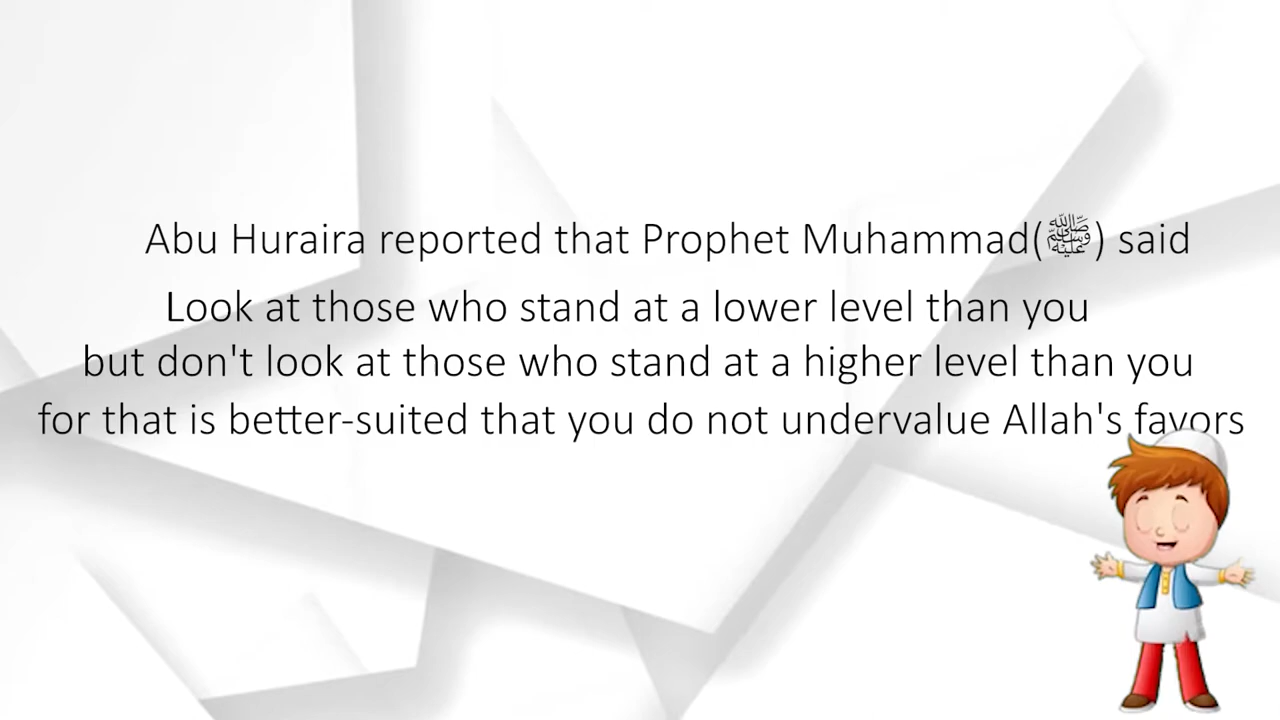 Abu Huraira reported that Prophet Muhammad(ﷺ) said
Look at those who stand at a lower level than you
but don't look at those who stand at a higher level than you
for that is better-suited that you do not undervalue Allah's favors